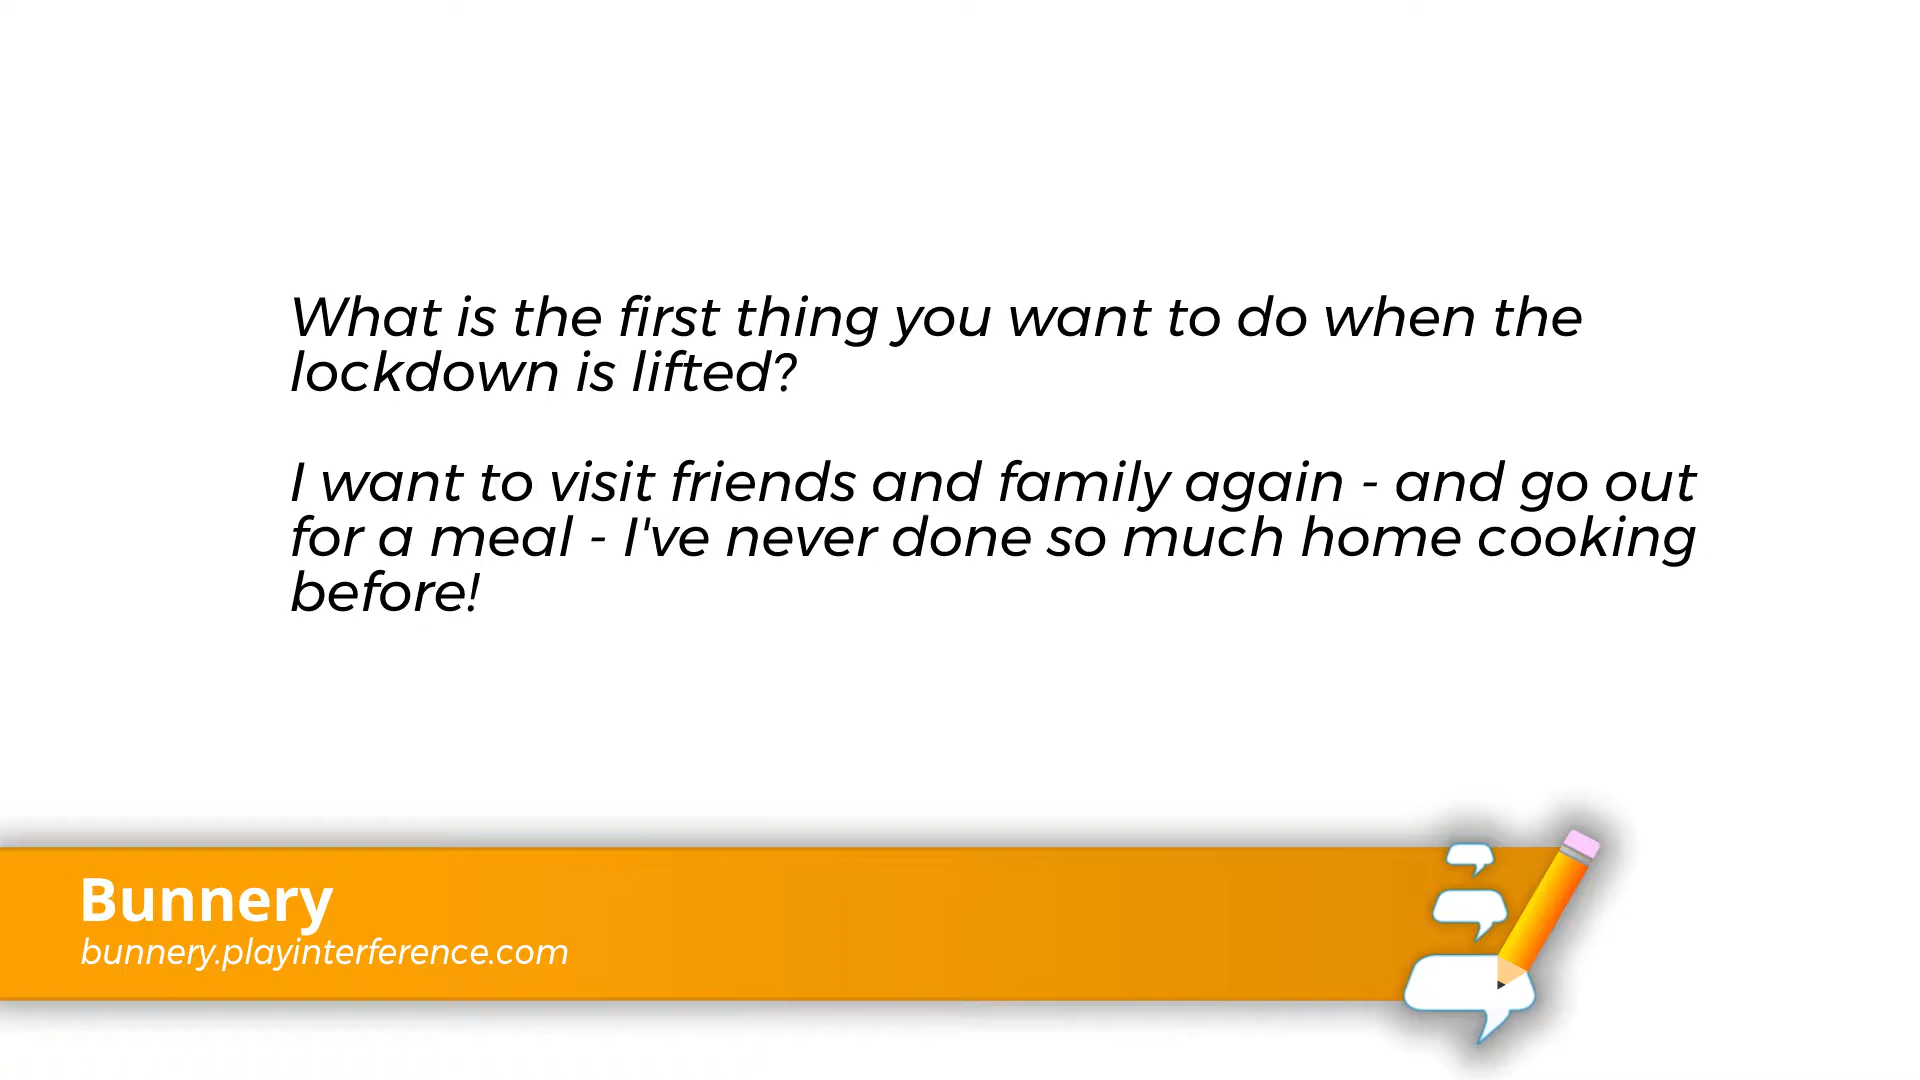 What is the first thing you want to do when the
lockdown is lifted?
I want to visit friends and family again - and go out
for a meal - I've never done so much home cooking
before!
Bunnery
bunnery.playinterference.com